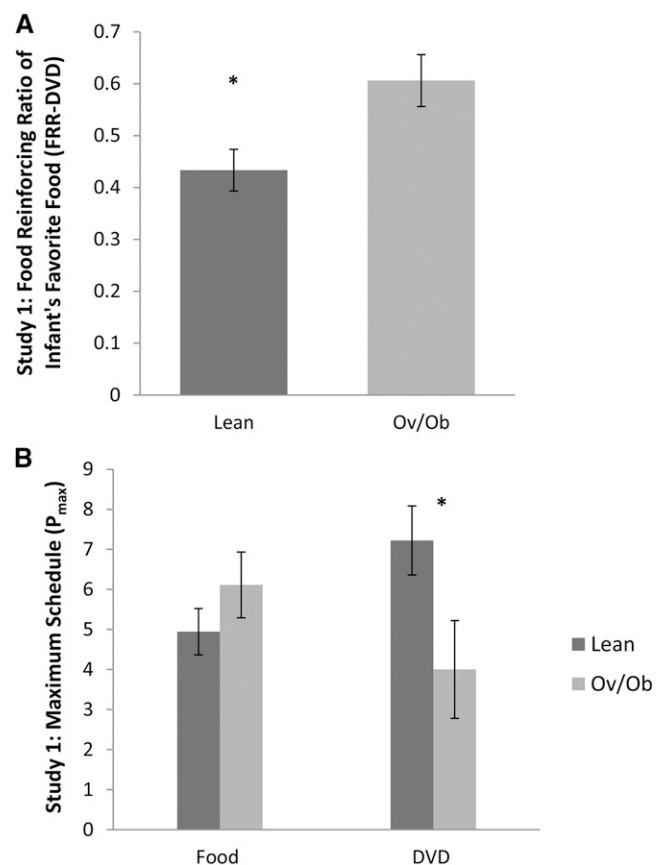 A
Study 1: Food Reinforcing Ratio of
Infant's Favorite Food (FRR-DVD)
0.7
0.6
0.5
0.4
0.3
0.2
0.1
0
*
Lean
Ov/Ob
B
Study 1: Maximum Schedule (Pmax)
9
8
7
6
5
4
3
2
1
0
*
Food
DVD
Lean
Ov/Ob